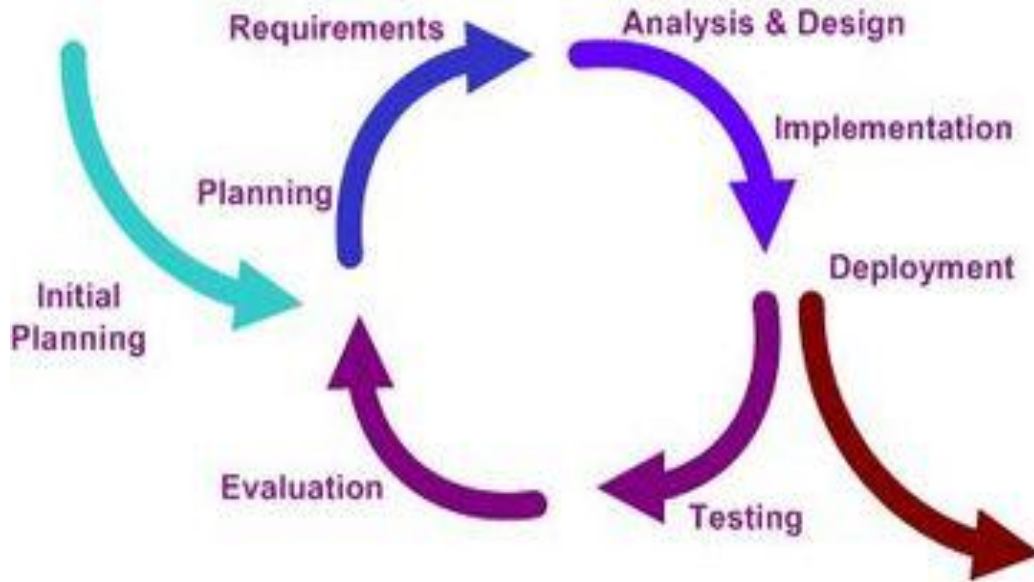 Requirements
Analysis & Design
Implementation
Planning
Deployment
Initial
Planning
Evaluation
Testing